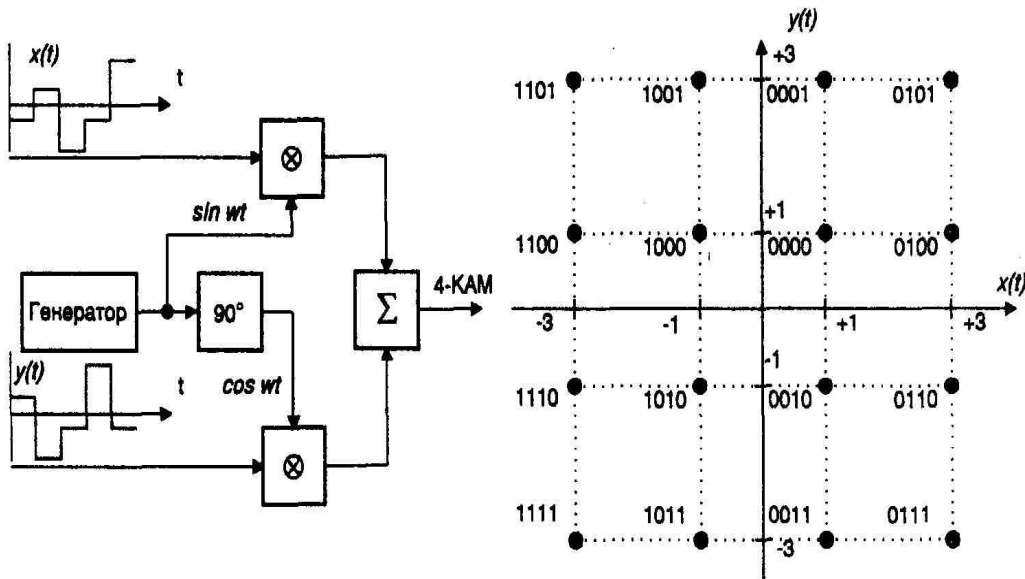 x(t)
t
sin wt
Генератор
90°
Σ
4-КАМ
y(t)
t
cos wt
y(t)
+3
1101 1001 0001 0101
+1
1100 1000 0000 0100
x(t)
-3 -1 +1 +3
-1
1110 1010 0010 0110
1111 1011 0011 0111
-3